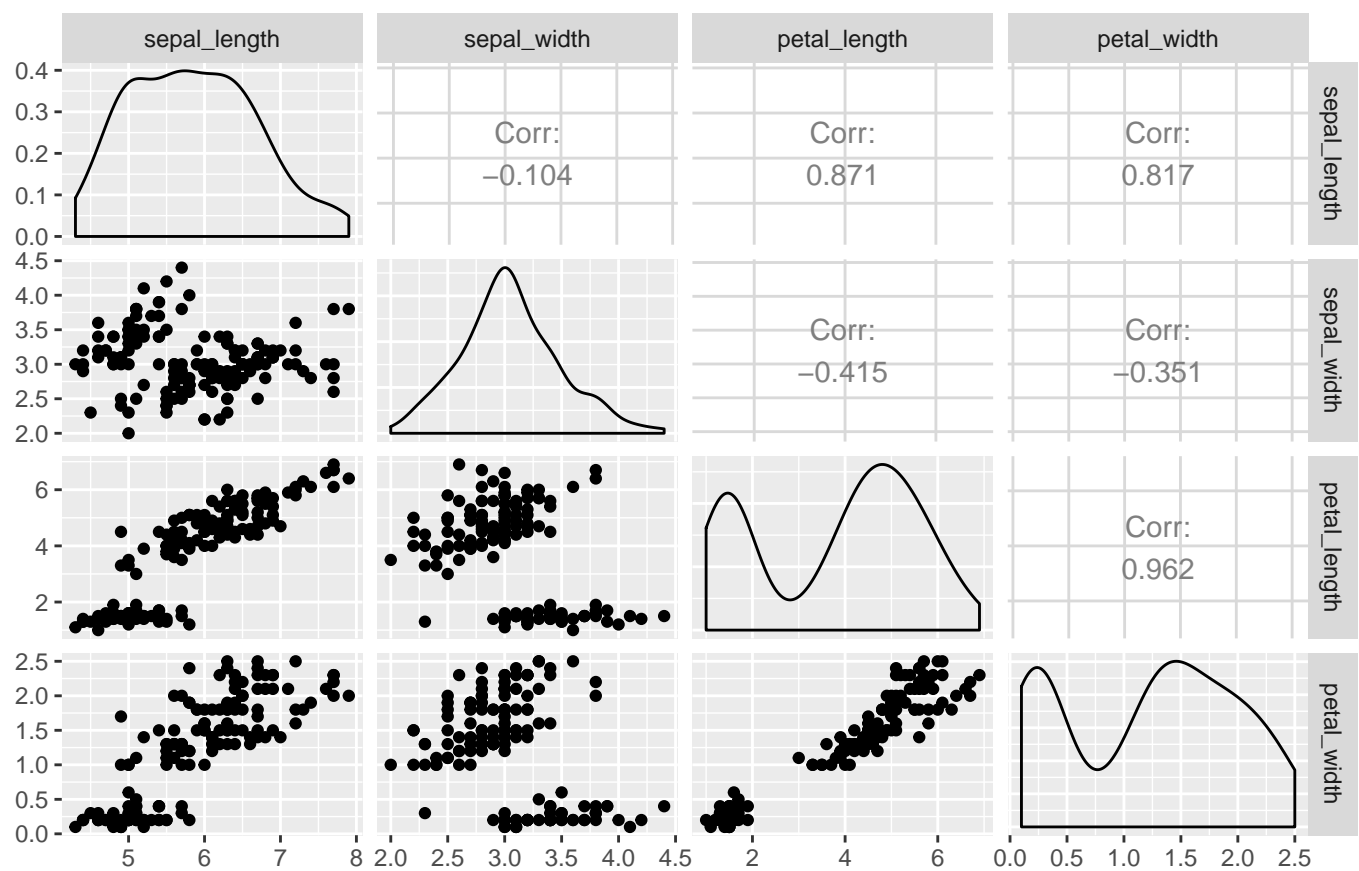 sepal_length sepal_width petal_length petal_width
0.4
0.3
0.2
0.1
0.0
Corr:
−0.104
Corr:
0.871
Corr:
0.817
sepal_length
4.5
4.0
3.5
3.0
2.5
2.0
Corr:
−0.415
Corr:
−0.351
sepal_width
6
4
2
Corr:
0.962
petal_length
2.5
2.0
1.5
1.0
0.5
0.0
petal_width
5 6 7 8 2.0 2.5 3.0 3.5 4.0 4.5 2 4 6 0.0 0.5 1.0 1.5 2.0 2.5